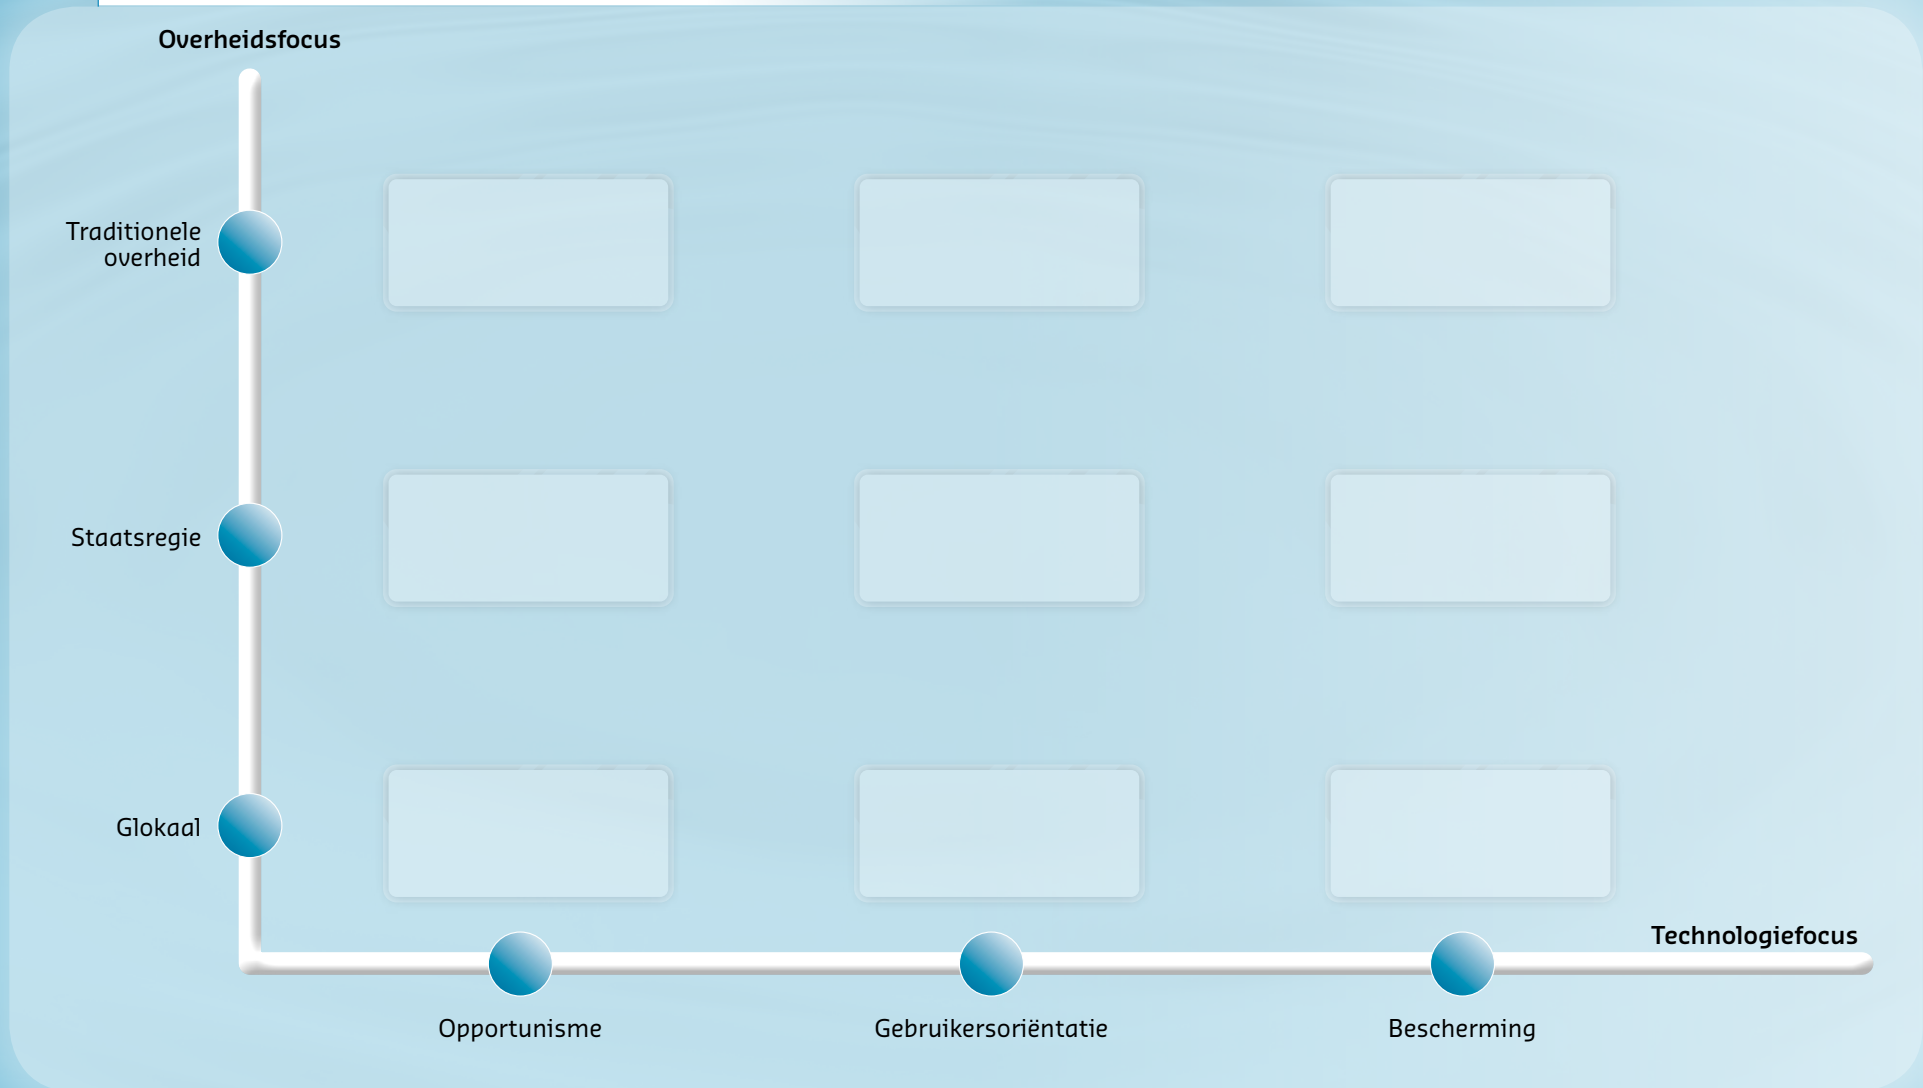 Overheidsfocus
Traditionele
overheid
Staatsregie
Glokaal
Technologiefocus
Opportunisme
Gebruikersoriëntatie
Bescherming